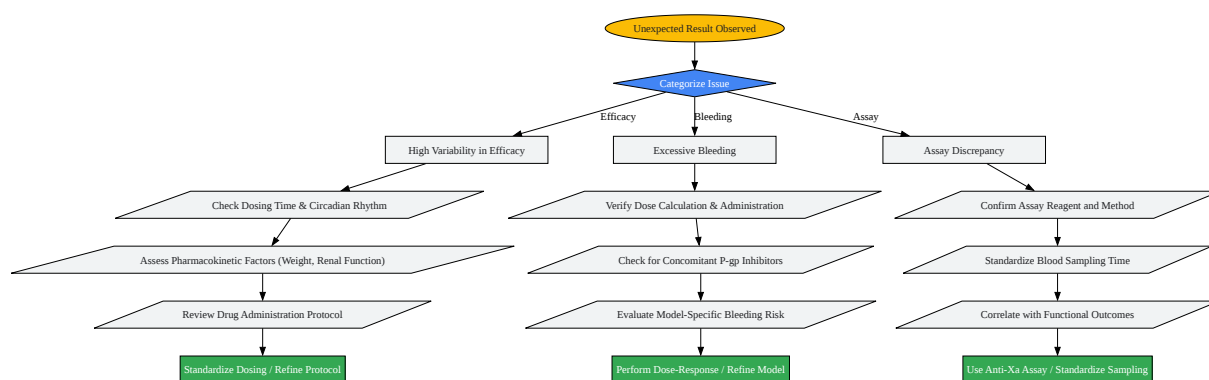 Unexpected Result Observed
Categorize Issue
Efficacy
Bleeding
Assay
High Variability in Efficacy
Excessive Bleeding
Assay Discrepancy
Check Dosing Time & Circadian Rhythm
Verify Dose Calculation & Administration
Confirm Assay Reagent and Method
Assess Pharmacokinetic Factors (Weight, Renal Function)
Check for Concomitant P-gp Inhibitors
Standardize Blood Sampling Time
Review Drug Administration Protocol
Evaluate Model-Specific Bleeding Risk
Correlate with Functional Outcomes
Standardize Dosing / Refine Protocol
Perform Dose-Response / Refine Model
Use Anti-Xa Assay / Standardize Sampling